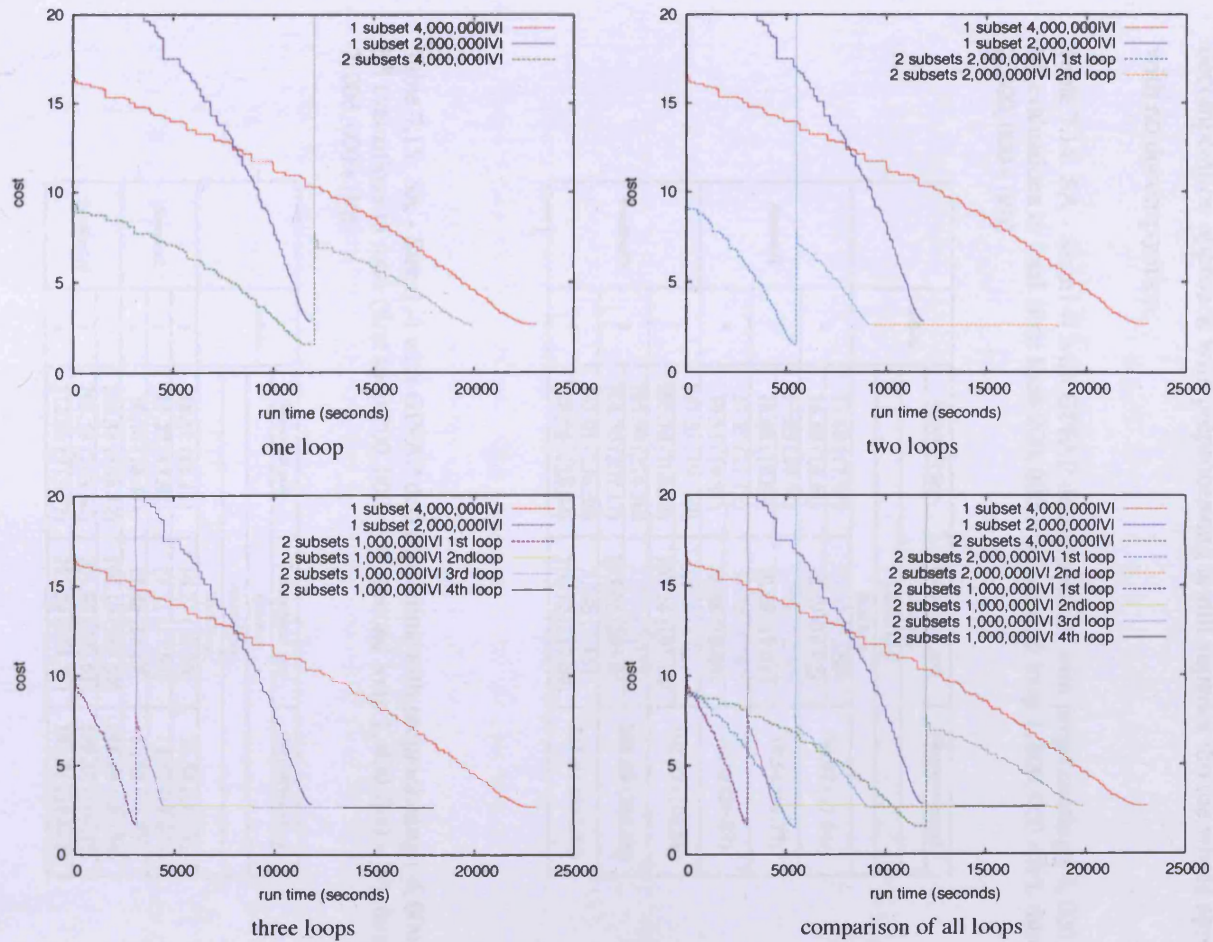 cost
20
15
10
5
0
1 subset 4,000,000|V|
1 subset 2,000,000|V|
2 subsets 4,000,000|V|
0 5000 10000 15000 20000 25000
run time (seconds)
one loop
cost
20
15
10
5
0
1 subset 4,000,000|V|
1 subset 2,000,000|V|
2 subsets 2,000,000|V| 1st loop
2 subsets 2,000,000|V| 2nd loop
0 5000 10000 15000 20000 25000
run time (seconds)
two loops
cost
20
15
10
5
0
1 subset 4,000,000|V|
1 subset 2,000,000|V|
2 subsets 1,000,000|V| 1st loop
2 subsets 1,000,000|V| 2ndloop
2 subsets 1,000,000|V| 3rd loop
2 subsets 1,000,000|V| 4th loop
0 5000 10000 15000 20000 25000
run time (seconds)
three loops
cost
20
15
10
5
0
1 subset 4,000,000|V|
1 subset 2,000,000|V|
2 subsets 4,000,000|V|
2 subsets 2,000,000|V| 1st loop
2 subsets 2,000,000|V| 2nd loop
2 subsets 1,000,000|V| 1st loop
2 subsets 1,000,000|V| 2ndloop
2 subsets 1,000,000|V| 3rd loop
2 subsets 1,000,000|V| 4th loop
0 5000 10000 15000 20000 25000
run time (seconds)
comparison of all loops